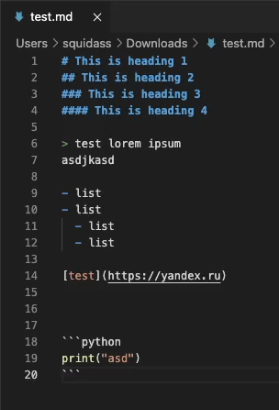 test.md ×
Users > squidass > Downloads > test.md >
1 # This is heading 1
2 ## This is heading 2
3 ### This is heading 3
4 #### This is heading 4
5
6 > test lorem ipsum
7 asdjkasd
8
9 - list
10 - list
11   - list
12   - list
13
14 [test](https://yandex.ru)
15
16
17
18 ```python
19 print("asd")
20 ```